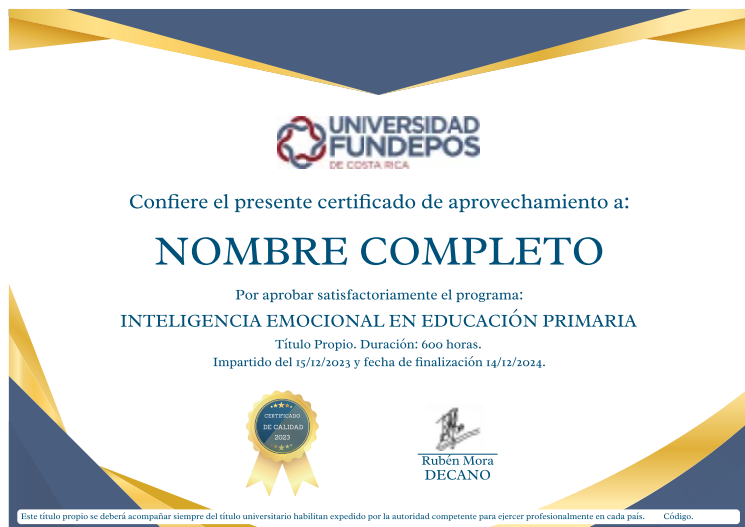 UNIVERSIDAD
FUNDEPOS
DE COSTA RICA
Confiere el presente certificado de aprovechamiento a:
NOMBRE COMPLETO
Por aprobar satisfactoriamente el programa:
INTELIGENCIA EMOCIONAL EN EDUCACIÓN PRIMARIA
Título Propio. Duración: 600 horas.
Impartido del 15/12/2023 y fecha de finalización 14/12/2024.
CERTIFICADO
DE CALIDAD
2023
Rubén Mora
DECANO
Este título propio se deberá acompañar siempre del título universitario habilitan expedido por la autoridad competente para ejercer profesionalmente en cada país. Código.